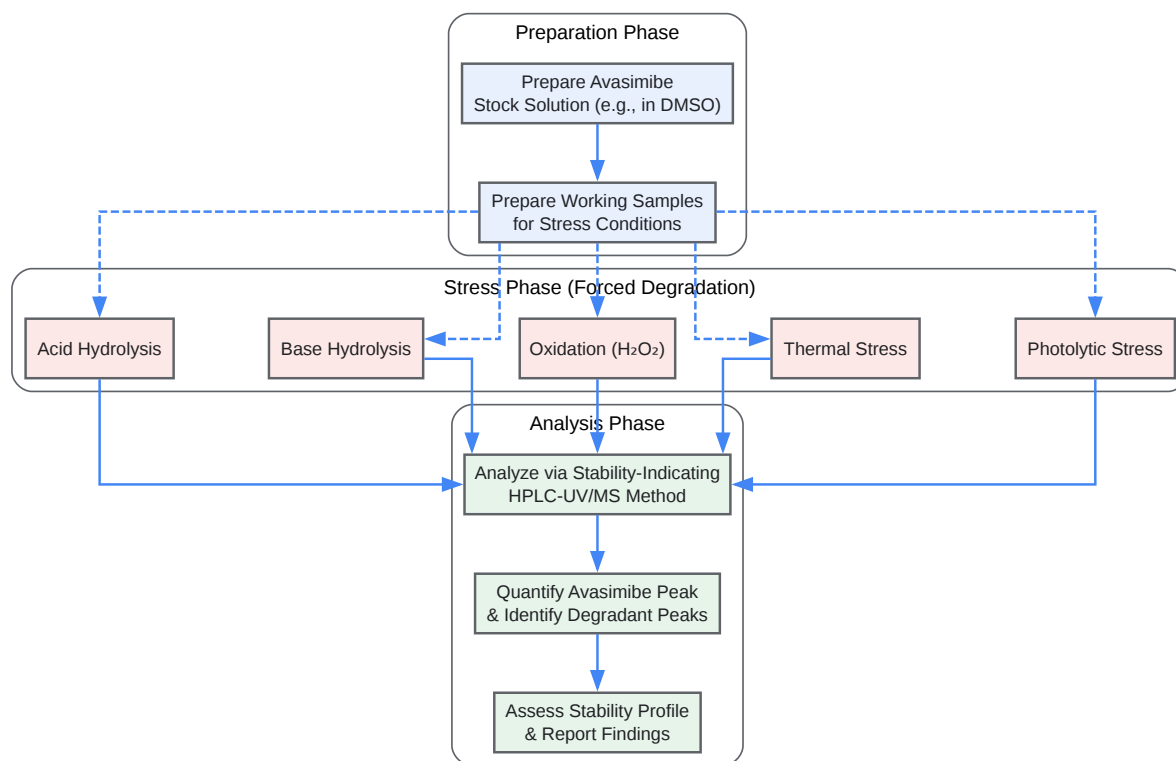 Preparation Phase
Prepare Avasimibe
Stock Solution (e.g., in DMSO)
Prepare Working Samples
for Stress Conditions
Stress Phase (Forced Degradation)
Acid Hydrolysis
Base Hydrolysis
Oxidation (H₂O₂)
Thermal Stress
Photolytic Stress
Analysis Phase
Analyze via Stability-Indicating
HPLC-UV/MS Method
Quantify Avasimibe Peak
& Identify Degradant Peaks
Assess Stability Profile
& Report Findings